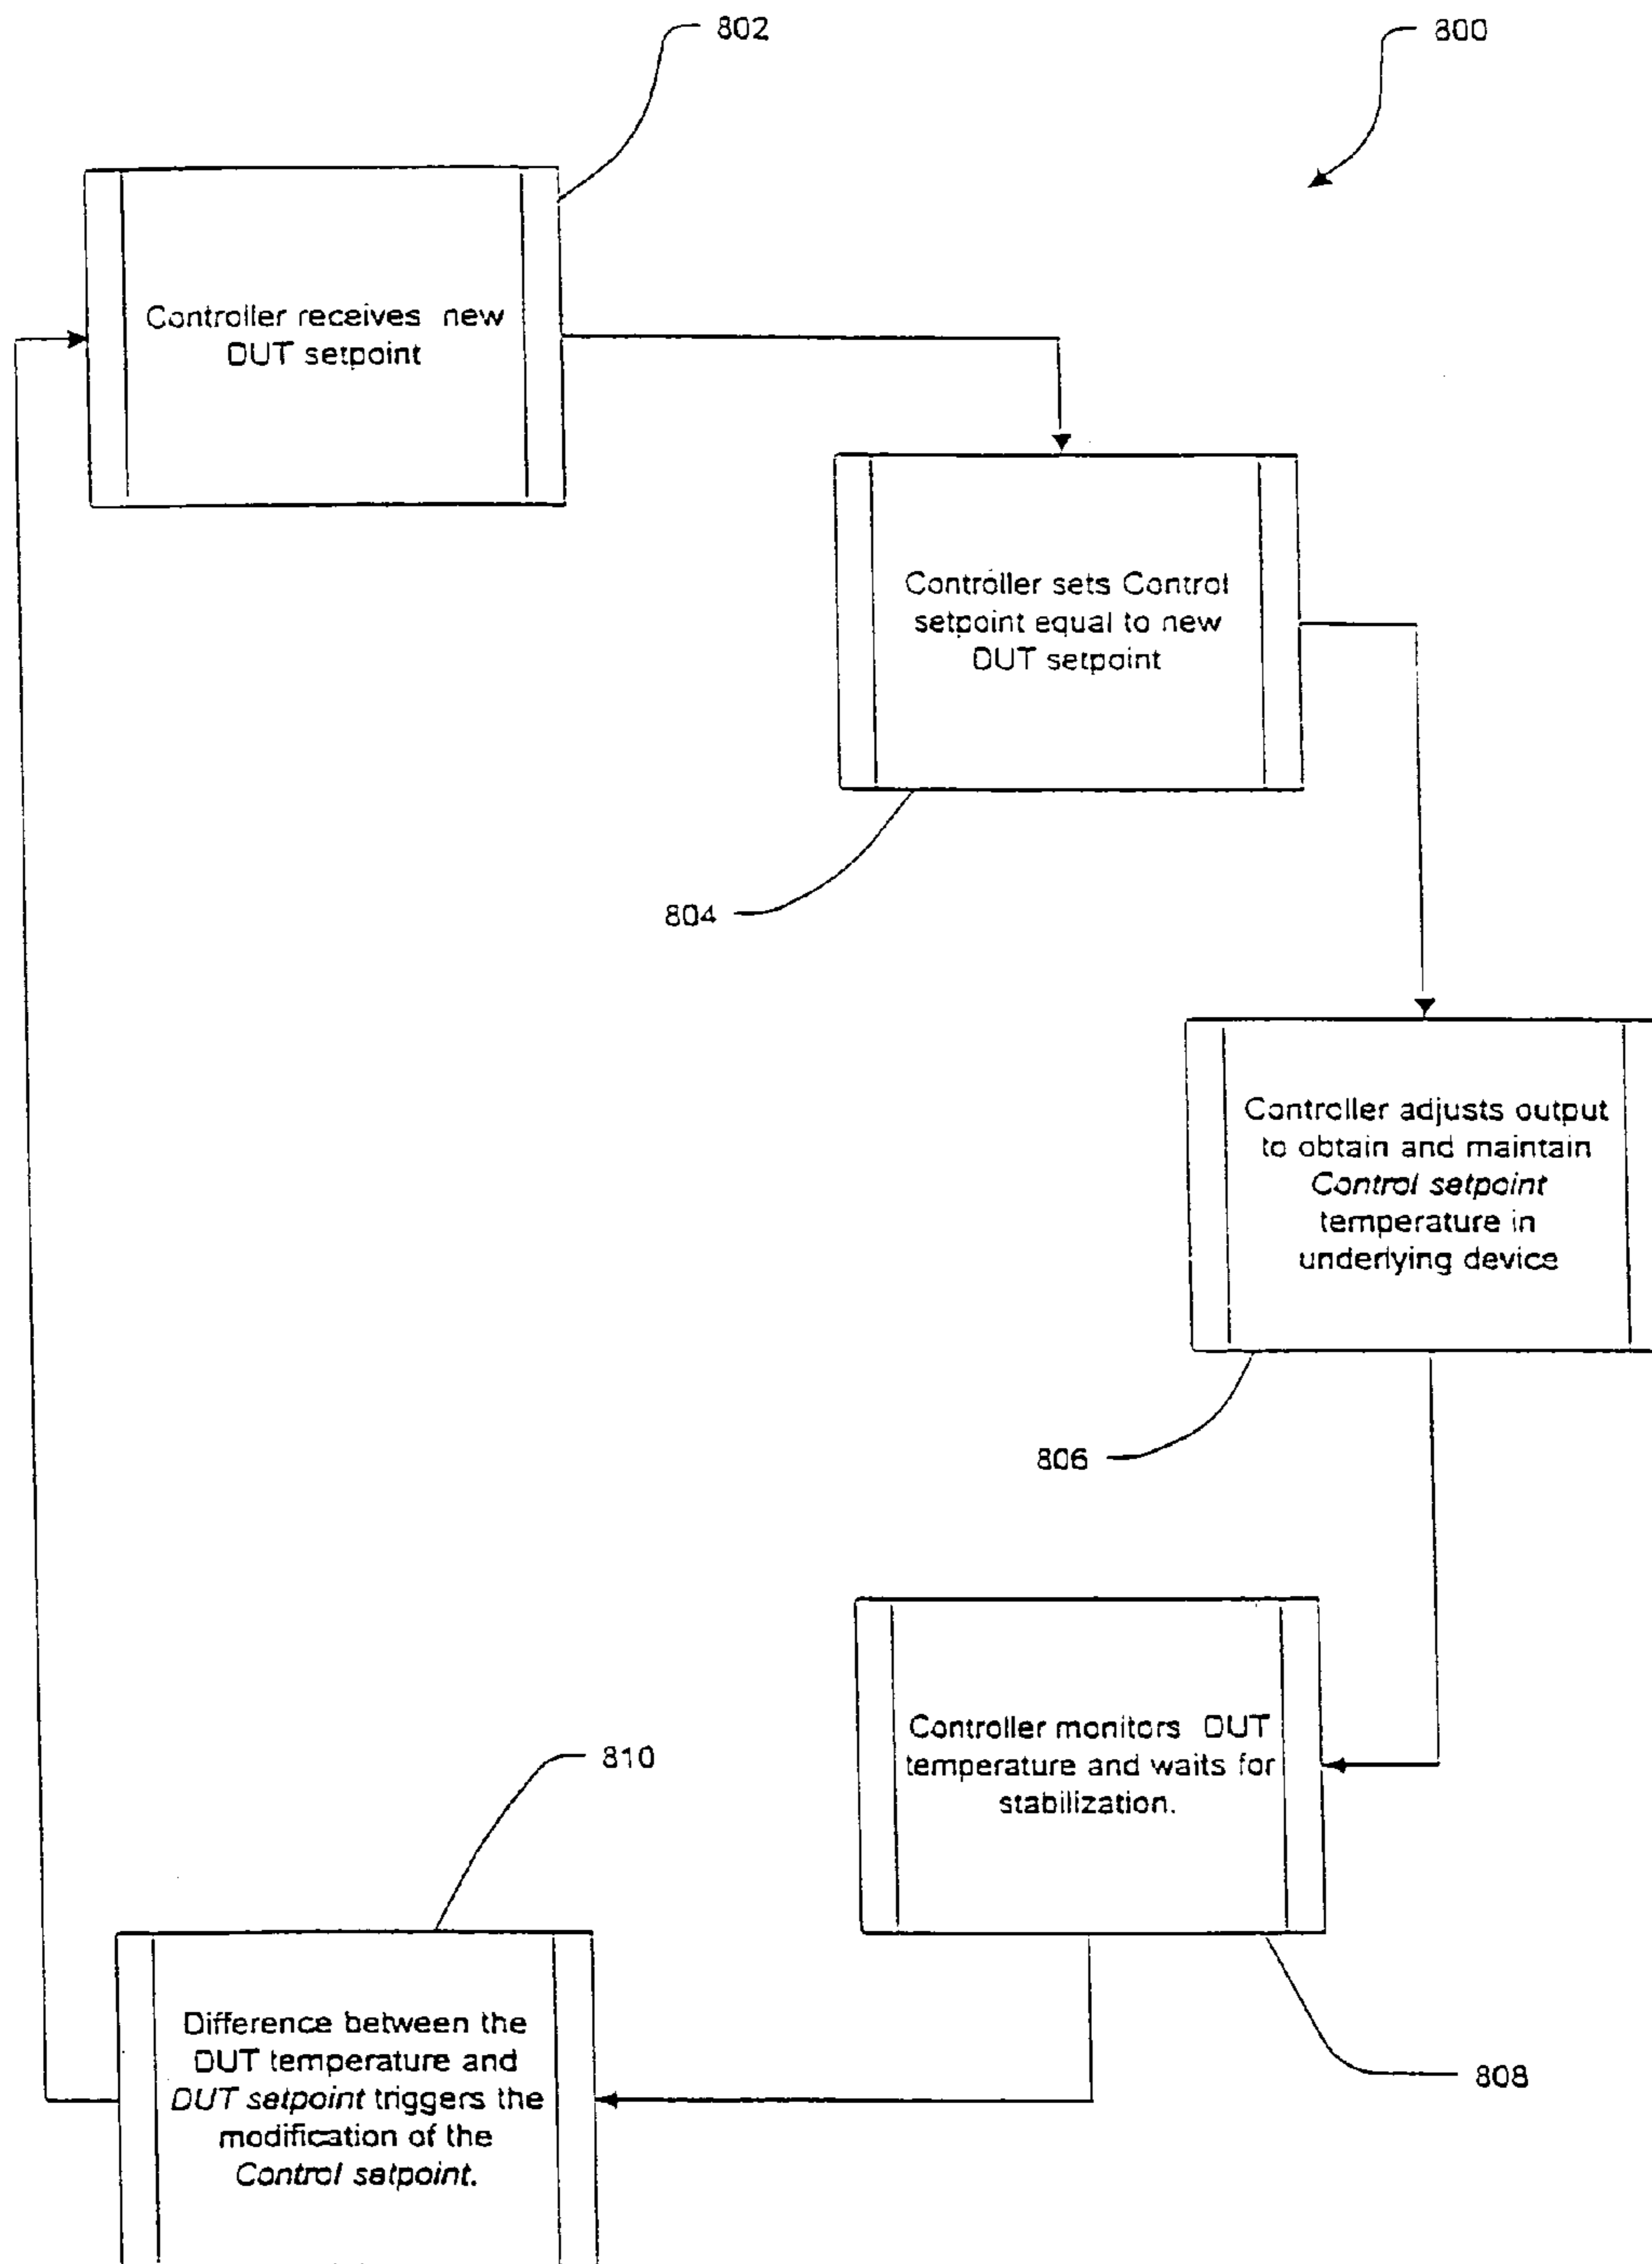 802
800
Controller receives new
DUT setpoint
Controller sets Control
setpoint equal to new
DUT setpoint
804
Controller adjusts output
to obtain and maintain
Control setpoint
temperature in
underlying device
806
Controller monitors DUT
temperature and waits for
stabilization.
810
Difference between the
DUT temperature and
DUT setpoint triggers the
modification of the
Control setpoint.
808